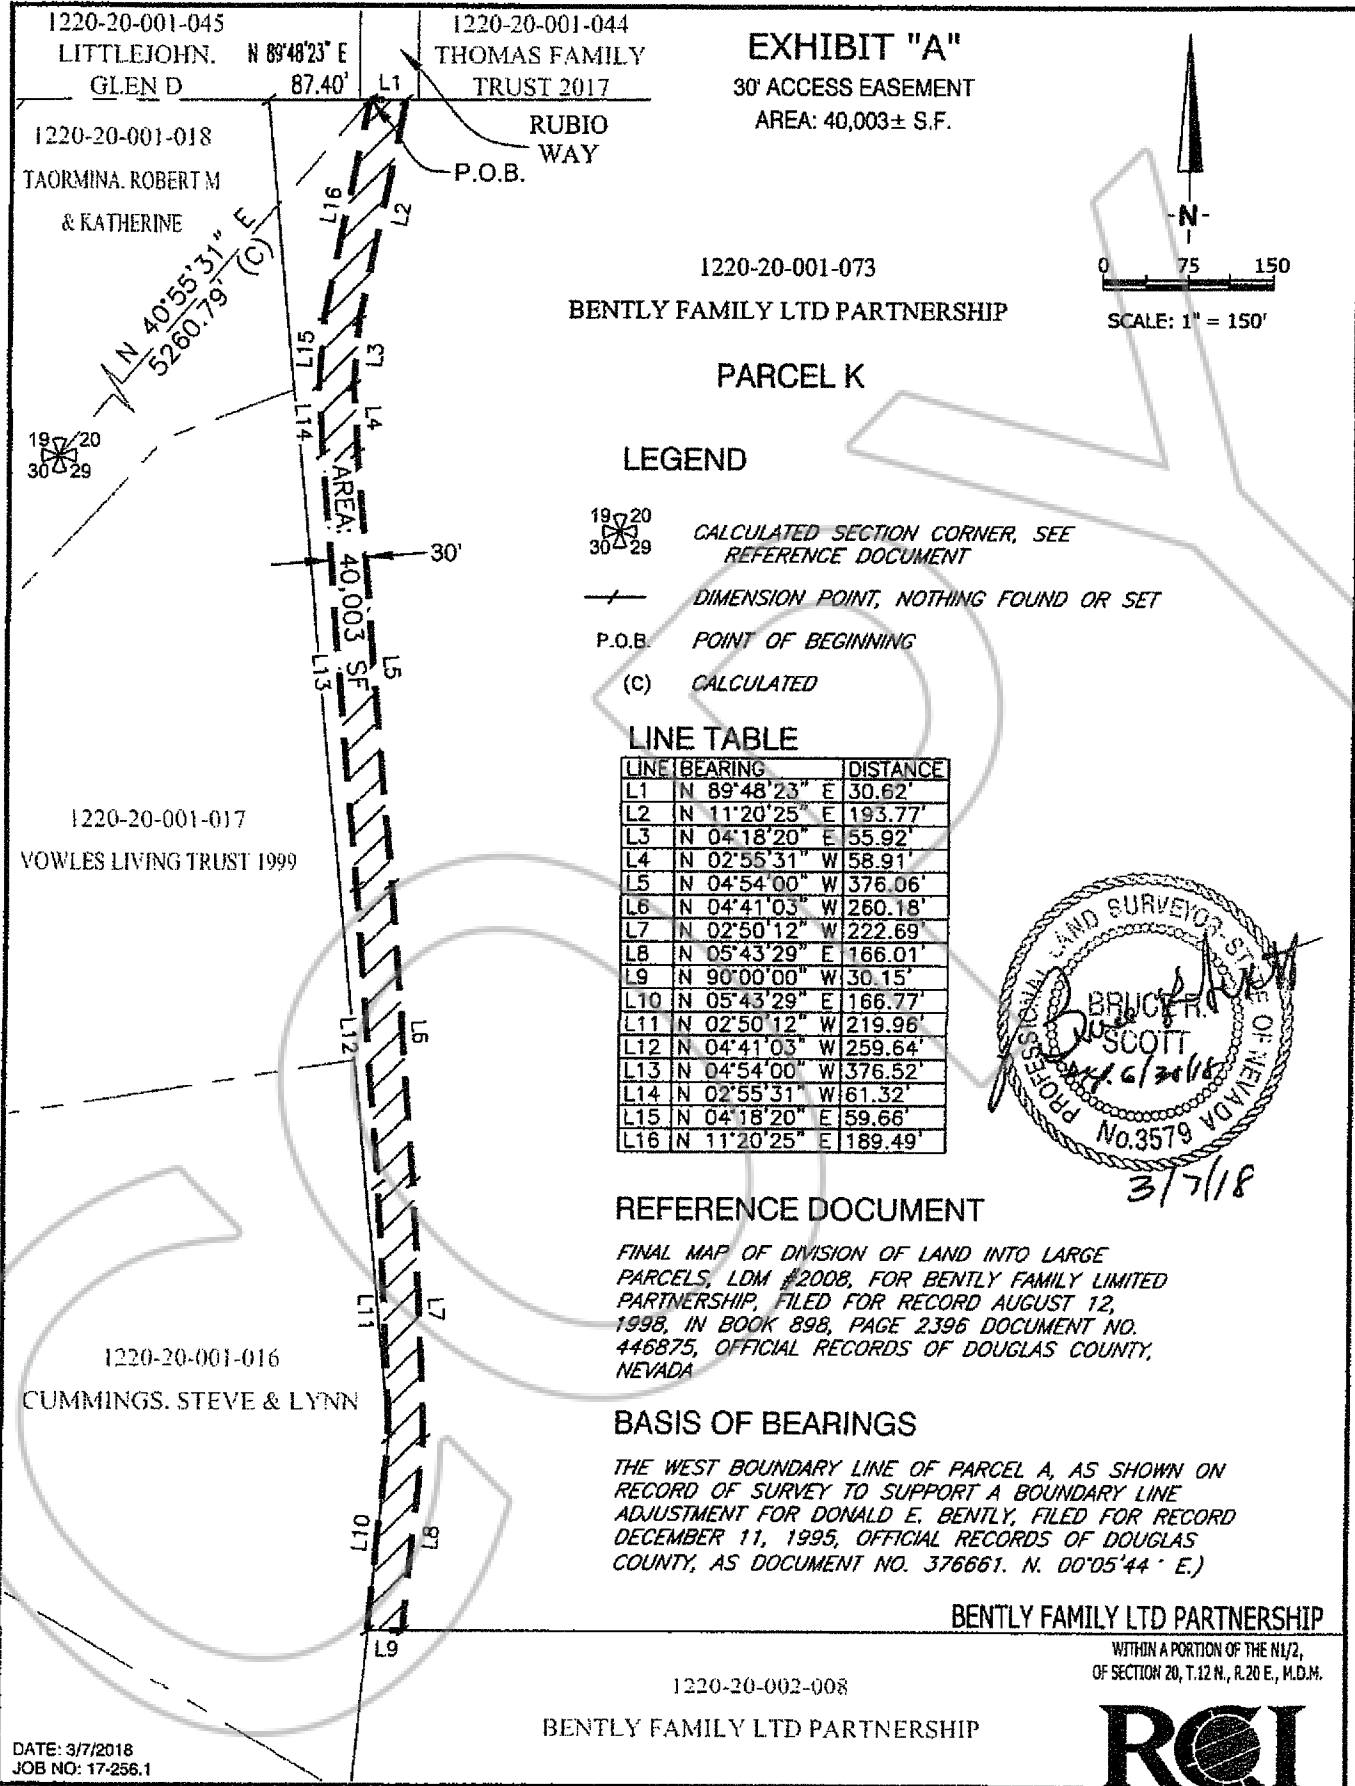 1220-20-001-045
LITTLEJOHN.
GLEN D
N 89°48'23" E
87.40'
L1
1220-20-001-044
THOMAS FAMILY
TRUST 2017
RUBIO
WAY
P.O.B.
EXHIBIT "A"
30' ACCESS EASEMENT
AREA: 40,003± S.F.
-N-
0 75 150
SCALE: 1" = 150'
1220-20-001-018
TAORMINA. ROBERT M
& KATHERINE
N 40°55'31" E
5260.79' (C)
19 20
30 29
L16
L2
L15
L3
L14
L4
AREA: 40,003 SF
30'
L13
L5
1220-20-001-073
BENTLY FAMILY LTD PARTNERSHIP
PARCEL K
LEGEND
19 20
30 29
CALCULATED SECTION CORNER, SEE
REFERENCE DOCUMENT
DIMENSION POINT, NOTHING FOUND OR SET
P.O.B. POINT OF BEGINNING
(C) CALCULATED
LINE TABLE
LINE BEARING DISTANCE
L1 N 89°48'23" E 30.62'
L2 N 11°20'25" E 193.77'
L3 N 04°18'20" E 55.92'
L4 N 02°55'31" W 58.91'
L5 N 04°54'00" W 376.06'
L6 N 04°41'03" W 260.18'
L7 N 02°50'12" W 222.69'
L8 N 05°43'29" E 166.01'
L9 N 90°00'00" W 30.15'
L10 N 05°43'29" E 166.77'
L11 N 02°50'12" W 219.96'
L12 N 04°41'03" W 259.64'
L13 N 04°54'00" W 376.52'
L14 N 02°55'31" W 61.32'
L15 N 04°18'20" E 59.66'
L16 N 11°20'25" E 189.49'
1220-20-001-017
VOWLES LIVING TRUST 1999
L12
L6
L11
L7
1220-20-001-016
CUMMINGS. STEVE & LYNN
L10
L8
L9
PROFESSIONAL LAND SURVEYOR-STATE OF NEVADA
BRUCE R.
SCOTT
6/30/18
No.3579
3/7/18
REFERENCE DOCUMENT
FINAL MAP OF DIVISION OF LAND INTO LARGE
PARCELS, LDM #2008, FOR BENTLY FAMILY LIMITED
PARTNERSHIP, FILED FOR RECORD AUGUST 12,
1998, IN BOOK 898, PAGE 2396 DOCUMENT NO.
446875, OFFICIAL RECORDS OF DOUGLAS COUNTY,
NEVADA
BASIS OF BEARINGS
THE WEST BOUNDARY LINE OF PARCEL A, AS SHOWN ON
RECORD OF SURVEY TO SUPPORT A BOUNDARY LINE
ADJUSTMENT FOR DONALD E. BENTLY, FILED FOR RECORD
DECEMBER 11, 1995, OFFICIAL RECORDS OF DOUGLAS
COUNTY, AS DOCUMENT NO. 376661. N. 00°05'44" E.)
BENTLY FAMILY LTD PARTNERSHIP
WITHIN A PORTION OF THE N1/2,
OF SECTION 20, T.12 N., R.20 E., M.D.M.
1220-20-002-008
BENTLY FAMILY LTD PARTNERSHIP
RCI
DATE: 3/7/2018
JOB NO: 17-256.1
COPY